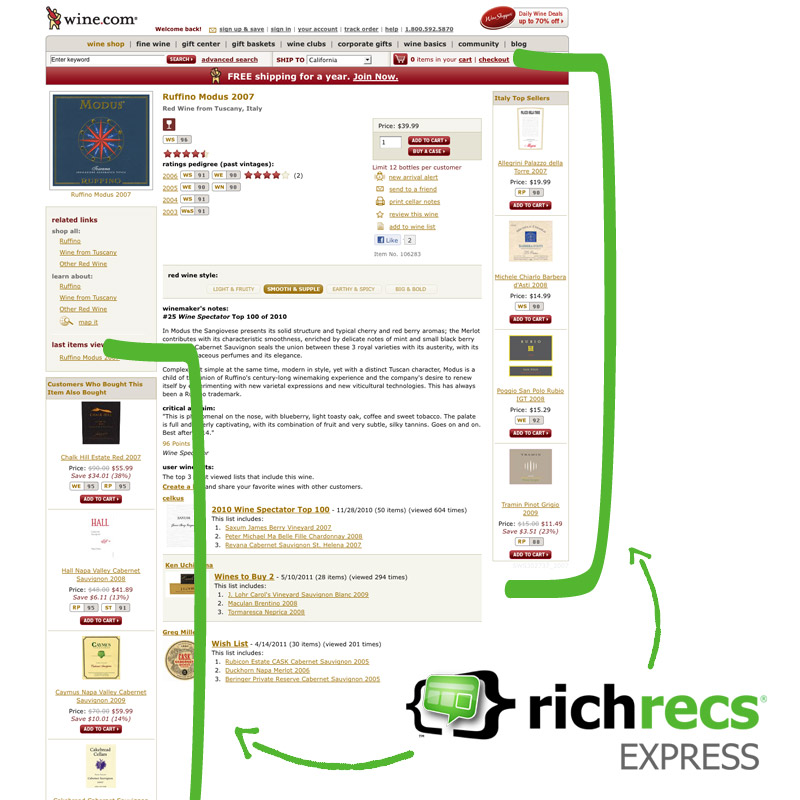 wine.com®
Welcome back! sign up & save | sign in | your account | track order | help | 1.800.592.5870
WineShopper
Daily Wine Deals
up to 70% off ›
wine shop | fine wine | gift center | gift baskets | wine clubs | corporate gifts | wine basics | community | blog
Enter keyword SEARCH advanced search SHIP TO California 0 items in your cart | checkout
FREE shipping for a year. Join Now.
MODUS
Toscana
RUFFINO
Ruffino Modus 2007
related links
shop all:
Ruffino
Wine from Tuscany
Other Red Wine
learn about:
Ruffino
Wine from Tuscany
Other Red Wine
map it
last items view
Ruffino Modus 20
Customers Who Bought This
Item Also Bought
Chalk Hill Estate Red 2007
Price: $90.00 $55.99
Save $34.01 (38%)
WE 95 RP 95
ADD TO CART
HALL
Hall Napa Valley Cabernet
Sauvignon 2008
Price: $48.00 $41.89
Save $6.11 (13%)
RP 95 ST 91
ADD TO CART
CAYMUS
Caymus Napa Valley Cabernet
Sauvignon 2009
Price: $70.00 $59.99
Save $10.01 (14%)
ADD TO CART
Cakebread
Cellars
Ruffino Modus 2007
Red Wine from Tuscany, Italy
WS 96
ratings pedigree (past vintages):
2006 WS 91 WE 90 (2)
2005 WE 90 WN 90
2004 WS 91
2003 W&S 91
Price: $39.99
1 ADD TO CART
BUY A CASE
Limit 12 bottles per customer
new arrival alert
send to a friend
print cellar notes
review this wine
add to wine list
Like 2
Item No. 106283
red wine style:
LIGHT & FRUITY SMOOTH & SUPPLE EARTHY & SPICY BIG & BOLD
winemaker's notes:
#25 Wine Spectator Top 100 of 2010
In Modus the Sangiovese presents its solid structure and typical cherry and red berry aromas; the Merlot
contributes with its characteristic smoothness, enriched by delicate notes of mint and small black berry
Cabernet Sauvignon seals the union between these 3 royal varieties with its austerity, with its
aceous perfumes and its elegance.
Complex t simple at the same time, modern in style, yet with a distinct Tuscan character, Modus is a
child of t ion of Ruffino's century-long winemaking experience and the company's desire to renew
itself by e rimenting with new varietal expressions and new viticultural technologies. This has always
been a Ru trademark.
critical a aim:
"This is p omenal on the nose, with blueberry, light toasty oak, coffee and sweet tobacco. The palate
is full and erly captivating, with its combination of fruit and very subtle, silky tannins. Goes on and on.
Best after 4."
96 Points
Wine Spectator
user wine ts:
The top 3 st viewed lists that include this wine.
Create a li and share your favorite wines with other customers.
celkus
2010 Wine Spectator Top 100 - 11/28/2010 (50 items) (viewed 604 times)
This list includes:
1. Saxum James Berry Vineyard 2007
2. Peter Michael Ma Belle Fille Chardonnay 2008
3. Revana Cabernet Sauvignon St. Helena 2007
Ken Uchi ma
Wines to Buy 2 - 5/10/2011 (28 items) (viewed 294 times)
This list includes:
1. J. Lohr Carol's Vineyard Sauvignon Blanc 2009
2. Maculan Brentino 2008
3. Tormaresca Neprica 2008
Greg Mille
Wish List - 4/14/2011 (30 items) (viewed 201 times)
1. Rubicon Estate CASK Cabernet Sauvignon 2005
2. Duckhorn Napa Merlot 2006
3. Beringer Private Reserve Cabernet Sauvignon 2005
Italy Top Sellers
Allegrini Palazzo della
Torre 2007
Price: $19.99
RP 90
ADD TO CART
Michele Chiarlo Barbera
d'Asti 2008
Price: $14.99
WS 90
ADD TO CART
RUBIO
Poggio San Polo Rubio
IGT 2008
Price: $15.29
WE 92
ADD TO CART
Tramin Pinot Grigio
2009
Price: $15.00 $11.49
Save $3.51 (23%)
RP 88
ADD TO CART
richrecs®
EXPRESS
™